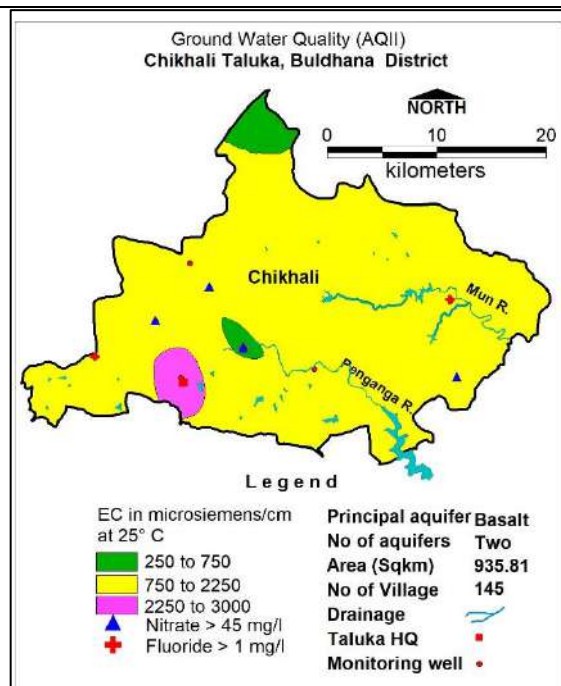 Ground Water Quality (AQII)
Chikhali Taluka, Buldhana District
NORTH
0 10 20
kilometers
Chikhali
Mun R.
Penganga R.
Legend
EC in microsiemens/cm
at 25° C
250 to 750
750 to 2250
2250 to 3000
Nitrate > 45 mg/l
Fluoride > 1 mg/l
Principal aquifer Basalt
No of aquifers Two
Area (Sqkm) 935.81
No of Village 145
Drainage
Taluka HQ
Monitoring well